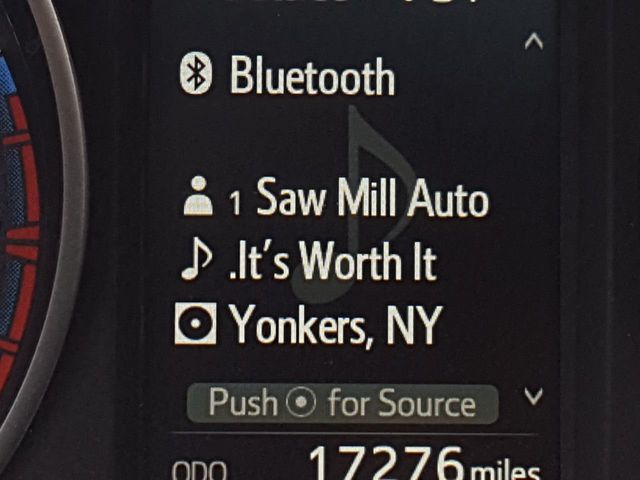 Bluetooth
1 Saw Mill Auto
.It's Worth It
Yonkers, NY
Push for Source
ODO 17276 miles